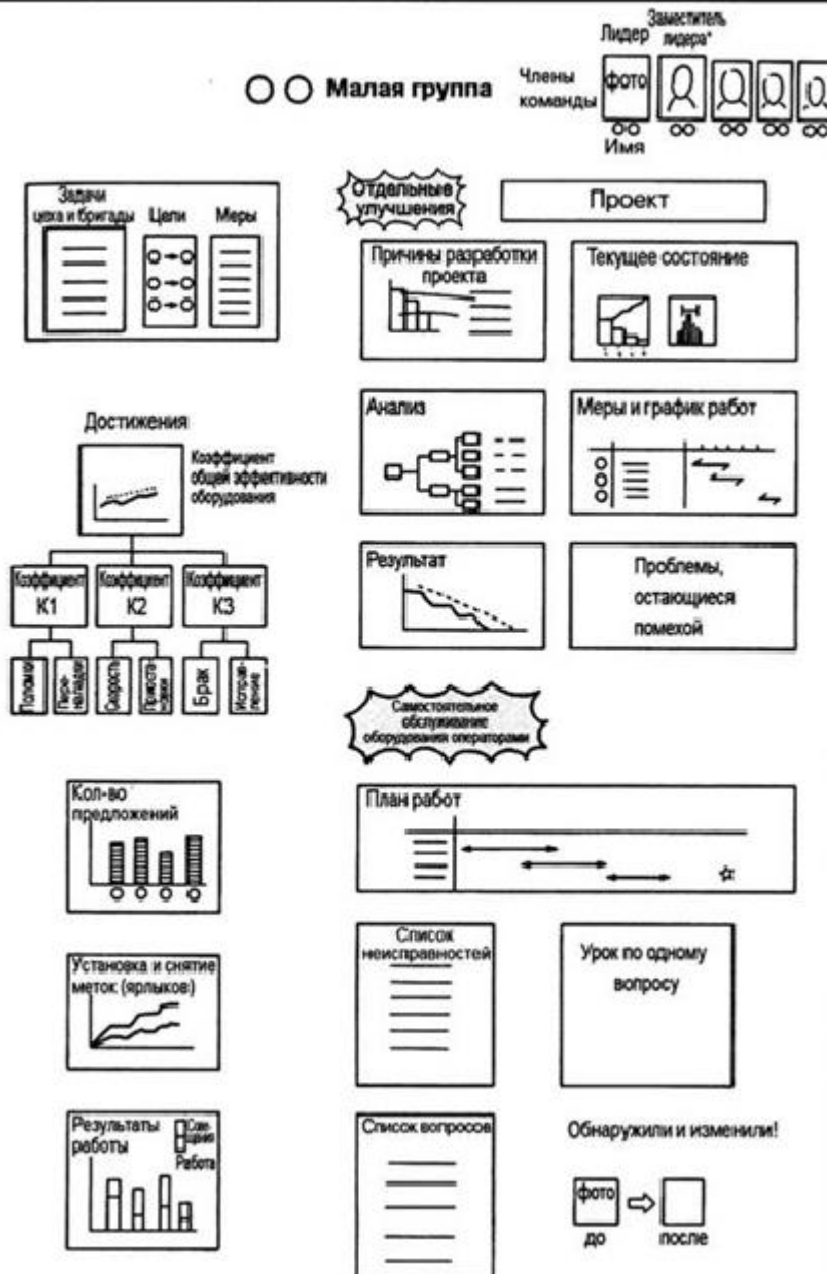 Лидер
Заместитель
лидера*
Малая группа
Члены
команды
фото
Имя
Задачи
цеха и бригады
Цели
Меры
Отдельные
улучшения
Проект
Причины разработки
проекта
Текущее состояние
Достижения
Коэффициент
общей эффективности
оборудования
Анализ
Меры и график работ
Коэффициент
К1
Коэффициент
К2
Коэффициент
К3
Поломки
Пере-
наладки
Скорость
Приоста-
новки
Брак
Исправ-
ление
Результат
Проблемы,
остающиеся
помехой
Самостоятельное
обслуживание
оборудования операторами
Кол-во
предложений
План работ
Установка и снятие
меток (ярлыков)
Список
неисправностей
Урок по одному
вопросу
Результаты
работы
Сове-
щания
Работа
Список вопросов
Обнаружили и изменили!
фото
до
после